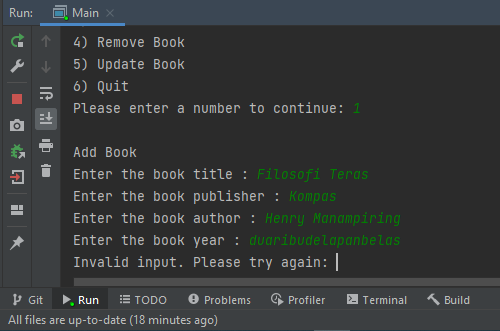 Run: Main
4) Remove Book
5) Update Book
6) Quit
Please enter a number to continue: 1
Add Book
Enter the book title : Filosofi Teras
Enter the book publisher : Kompas
Enter the book author : Henry Manampiring
Enter the book year : duaribudelapanbelas
Invalid input. Please try again:
Git Run TODO Problems Profiler Terminal Build
All files are up-to-date (18 minutes ago)